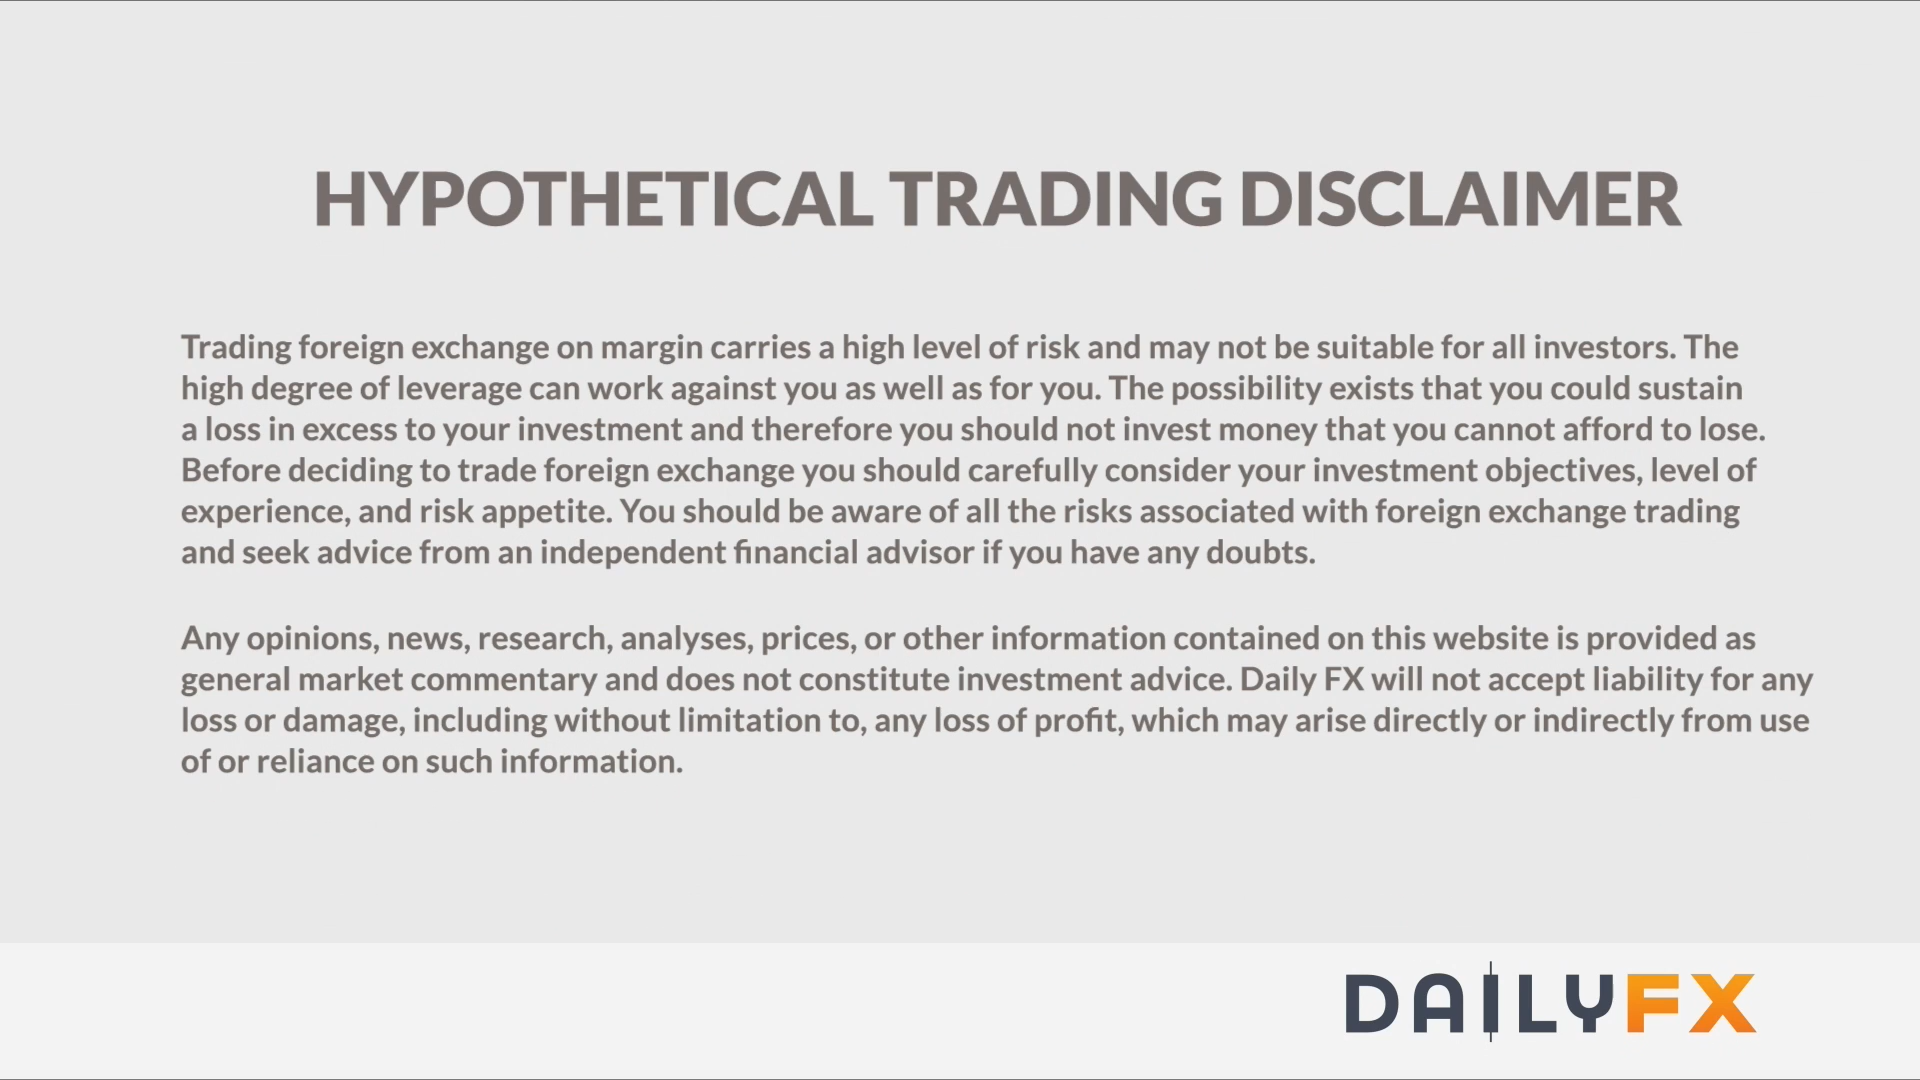 HYPOTHETICAL TRADING DISCLAIMER
Trading foreign exchange on margin carries a high level of risk and may not be suitable for all investors. The
high degree of leverage can work against you as well as for you. The possibility exists that you could sustain
a loss in excess to your investment and therefore you should not invest money that you cannot afford to lose.
Before deciding to trade foreign exchange you should carefully consider your investment objectives, level of
experience, and risk appetite. You should be aware of all the risks associated with foreign exchange trading
and seek advice from an independent financial advisor if you have any doubts.
Any opinions, news, research, analyses, prices, or other information contained on this website is provided as
general market commentary and does not constitute investment advice. Daily FX will not accept liability for any
loss or damage, including without limitation to, any loss of profit, which may arise directly or indirectly from use
of or reliance on such information.
DAILYFX